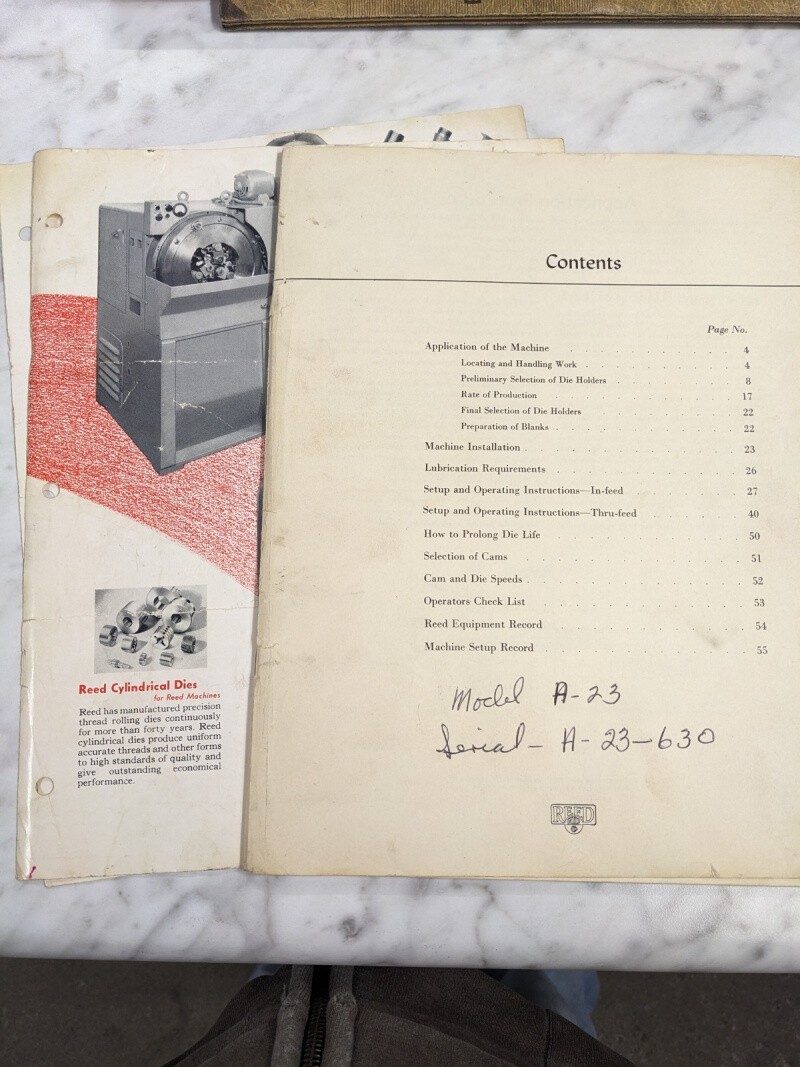 Contents
Page No.
Application of the Machine . . . . . . . . . . 4
Locating and Handling Work . . . . . . . . . . 4
Preliminary Selection of Die Holders . . . . . . . . 8
Rate of Production . . . . . . . . . . 17
Final Selection of Die Holders . . . . . . . . 22
Preparation of Blanks . . . . . . . . . . 22
Machine Installation . . . . . . . . . . 23
Lubrication Requirements . . . . . . . . . . 26
Setup and Operating Instructions—In-feed . . . . . . 27
Setup and Operating Instructions—Thru-feed . . . . . . 40
How to Prolong Die Life . . . . . . . . . . 50
Selection of Cams . . . . . . . . . . 51
Cam and Die Speeds . . . . . . . . . . 52
Operators Check List . . . . . . . . . . 53
Reed Equipment Record . . . . . . . . . . 54
Machine Setup Record . . . . . . . . . . 55
Model A-23
Serial - A-23-630
REED
Reed Cylindrical Dies
for Reed Machines
Reed has manufactured precision
thread rolling dies continuously
for more than forty years. Reed
cylindrical dies produce uniform
accurate threads and other forms
to high standards of quality and
give outstanding economical
performance.